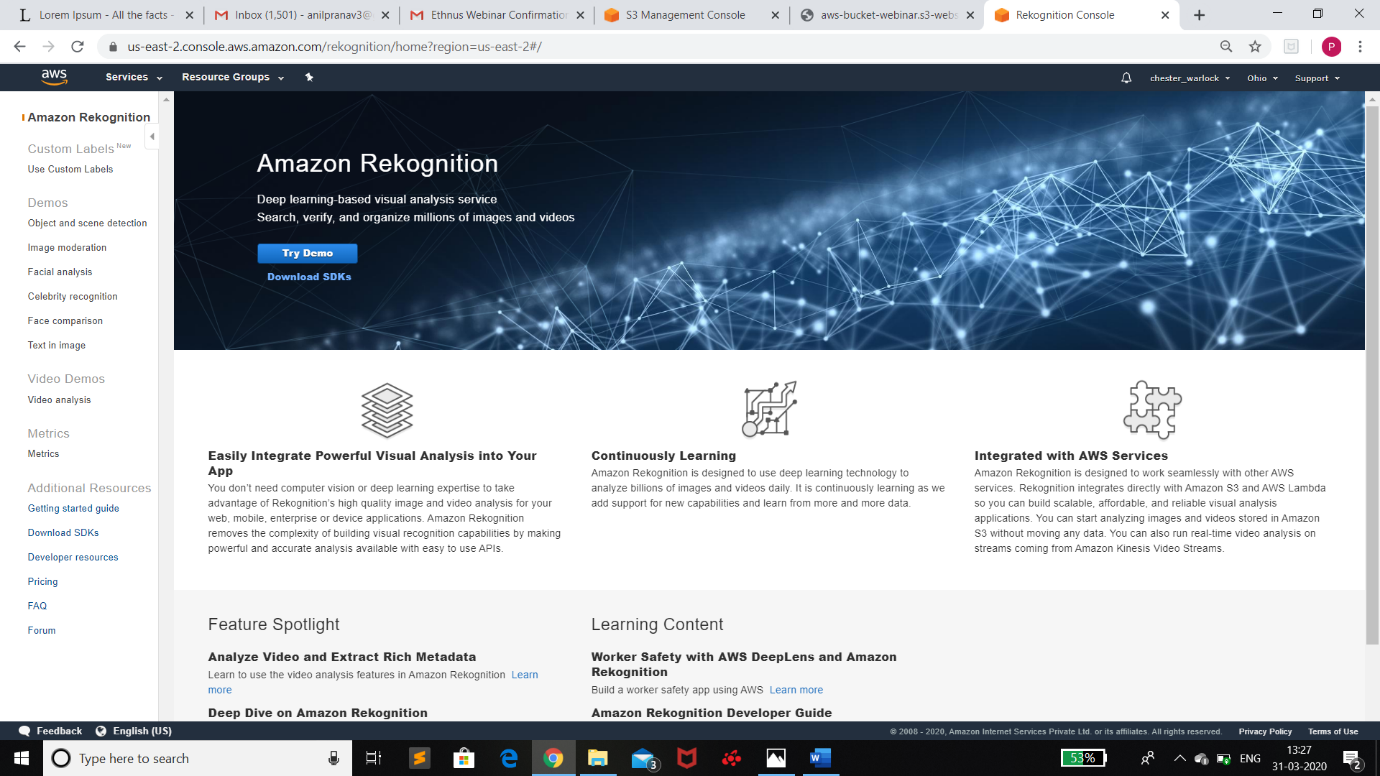 Lorem Ipsum - All the facts -
Inbox (1,501) - anilpranav3@
Ethnus Webinar Confirmatio
S3 Management Console
aws-bucket-webinar.s3-webs
Rekognition Console
us-east-2.console.aws.amazon.com/rekognition/home?region=us-east-2#/
P
aws
Services
Resource Groups
chester_warlock
Ohio
Support
Amazon Rekognition
Custom Labels New
Use Custom Labels
Demos
Object and scene detection
Image moderation
Facial analysis
Celebrity recognition
Face comparison
Text in image
Video Demos
Video analysis
Metrics
Metrics
Additional Resources
Getting started guide
Download SDKs
Developer resources
Pricing
FAQ
Forum
Amazon Rekognition
Deep learning-based visual analysis service
Search, verify, and organize millions of images and videos
Try Demo
Download SDKs
Easily Integrate Powerful Visual Analysis into Your
App
You don't need computer vision or deep learning expertise to take
advantage of Rekognition's high quality image and video analysis for your
web, mobile, enterprise or device applications. Amazon Rekognition
removes the complexity of building visual recognition capabilities by making
powerful and accurate analysis available with easy to use APIs.
Continuously Learning
Amazon Rekognition is designed to use deep learning technology to
analyze billions of images and videos daily. It is continuously learning as we
add support for new capabilities and learn from more and more data.
Integrated with AWS Services
Amazon Rekognition is designed to work seamlessly with other AWS
services. Rekognition integrates directly with Amazon S3 and AWS Lambda
so you can build scalable, affordable, and reliable visual analysis
applications. You can start analyzing images and videos stored in Amazon
S3 without moving any data. You can also run real-time video analysis on
streams coming from Amazon Kinesis Video Streams.
Feature Spotlight
Analyze Video and Extract Rich Metadata
Learn to use the video analysis features in Amazon Rekognition Learn
more
Deep Dive on Amazon Rekognition
Learning Content
Worker Safety with AWS DeepLens and Amazon
Rekognition
Build a worker safety app using AWS Learn more
Amazon Rekognition Developer Guide
Feedback
English (US)
© 2008 - 2020, Amazon Internet Services Private Ltd. or its affiliates. All rights reserved.
Privacy Policy
Terms of Use
Type here to search
3
53%
ENG
13:27
31-03-2020
2